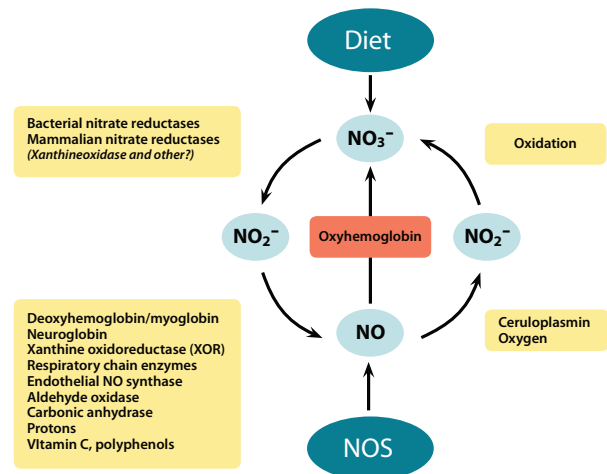 Diet
Bacterial nitrate reductases
Mammalian nitrate reductases
(Xanthineoxidase and other?)
NO₃⁻
Oxidation
NO₂⁻
Oxyhemoglobin
NO₂⁻
Deoxyhemoglobin/myoglobin
Neuroglobin
Xanthine oxidoreductase (XOR)
Respiratory chain enzymes
Endothelial NO synthase
Aldehyde oxidase
Carbonic anhydrase
Protons
VItamin C, polyphenols
NO
Ceruloplasmin
Oxygen
NOS